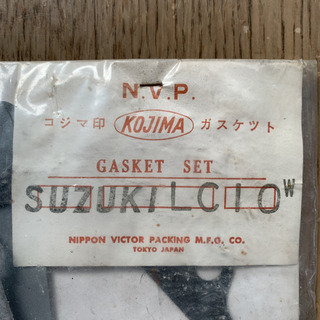 N.V.P.
コジマ印 KOJIMA ガスケット
GASKET SET
SUZUKI LC10 W
NIPPON VICTOR PACKING M.F.G. CO.
TOKYO JAPAN